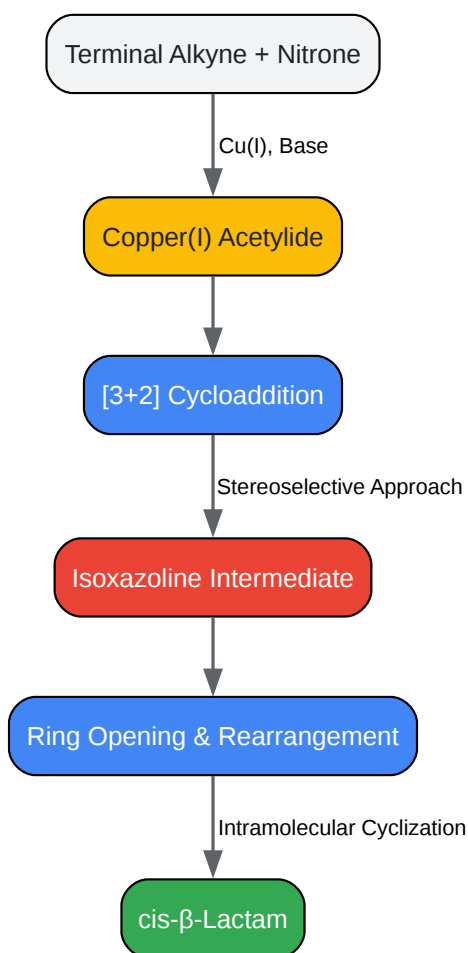 Terminal Alkyne + Nitrone
Cu(I), Base
Copper(I) Acetylide
[3+2] Cycloaddition
Stereoselective Approach
Isoxazoline Intermediate
Ring Opening & Rearrangement
Intramolecular Cyclization
cis-β-Lactam